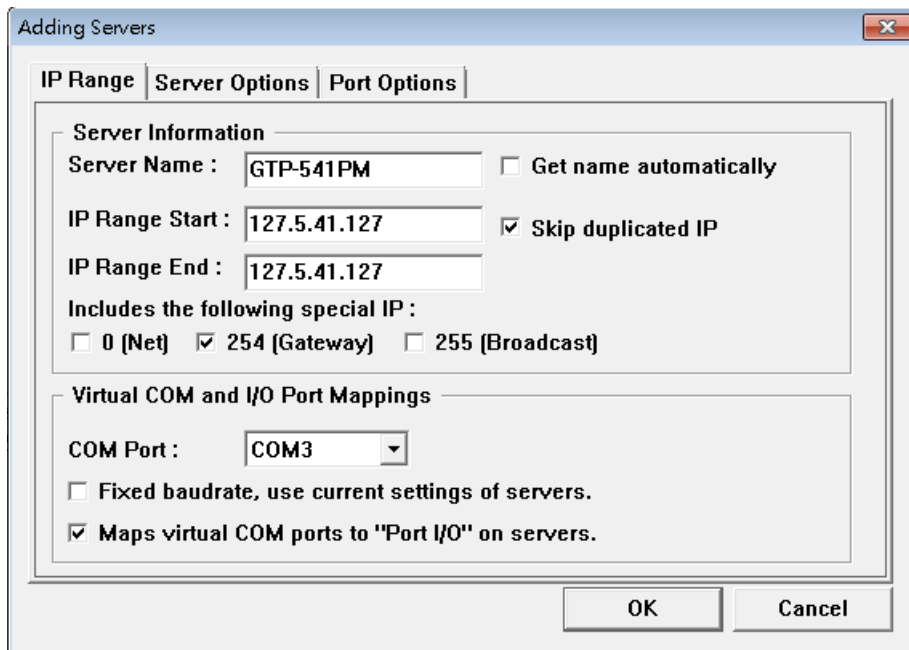 Adding Servers
IP Range Server Options Port Options
Server Information
Server Name : GTP-541PM Get name automatically
IP Range Start : 127.5.41.127 Skip duplicated IP
IP Range End : 127.5.41.127
Includes the following special IP :
0 (Net) 254 (Gateway) 255 (Broadcast)
Virtual COM and I/O Port Mappings
COM Port : COM3
Fixed baudrate, use current settings of servers.
Maps virtual COM ports to "Port I/O" on servers.
OK Cancel